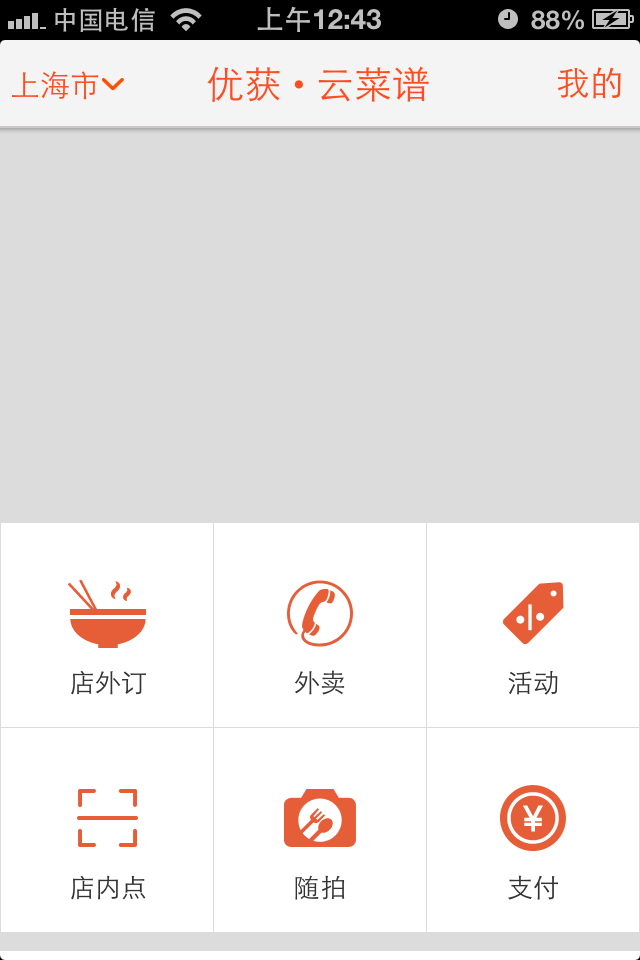 中国电信 上午12:43 88%
上海市 优获·云菜谱 我的
店外订 外卖 活动
¥
店内点 随拍 支付